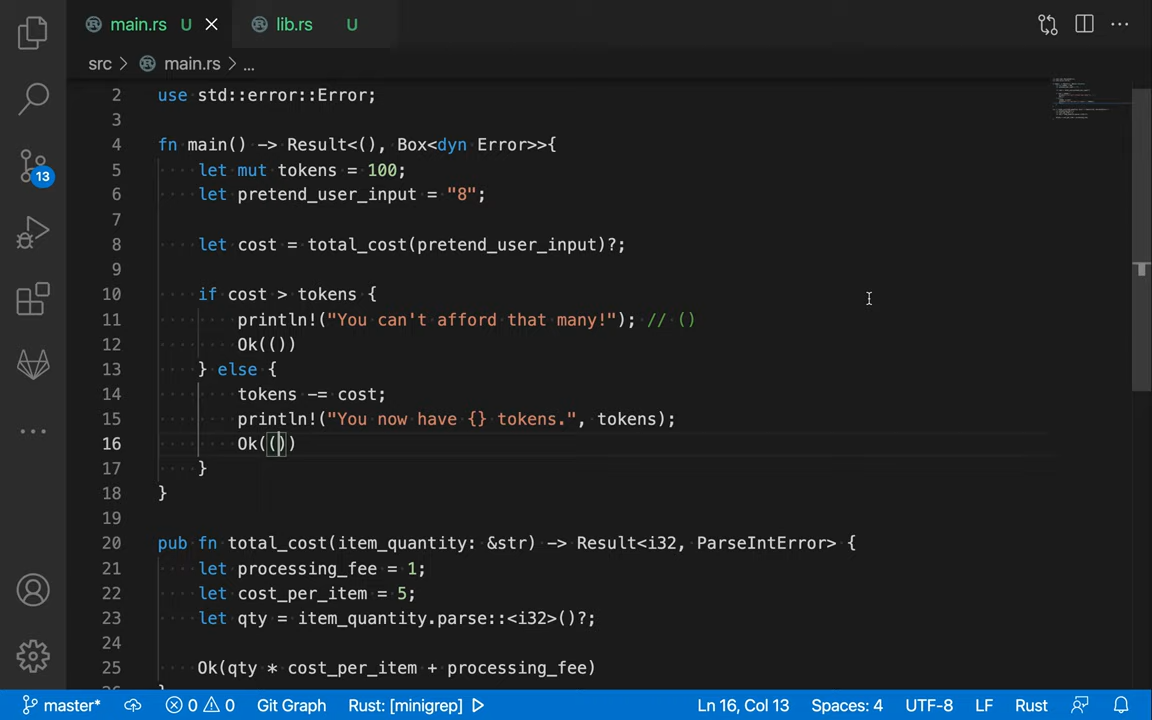 main.rs U lib.rs U
src > main.rs > ...
2 use std::error::Error;
3
4 fn main() -> Result<(), Box<dyn Error>>{
5 let mut tokens = 100;
6 let pretend_user_input = "8";
7
8 let cost = total_cost(pretend_user_input)?;
9
10 if cost > tokens {
11 println!("You can't afford that many!"); // ()
12 Ok(())
13 } else {
14 tokens -= cost;
15 println!("You now have {} tokens.", tokens);
16 Ok(())
17 }
18 }
19
20 pub fn total_cost(item_quantity: &str) -> Result<i32, ParseIntError> {
21 let processing_fee = 1;
22 let cost_per_item = 5;
23 let qty = item_quantity.parse::<i32>()?;
24
25 Ok(qty * cost_per_item + processing_fee)
13
master* 0 0 Git Graph Rust: [minigrep] Ln 16, Col 13 Spaces: 4 UTF-8 LF Rust